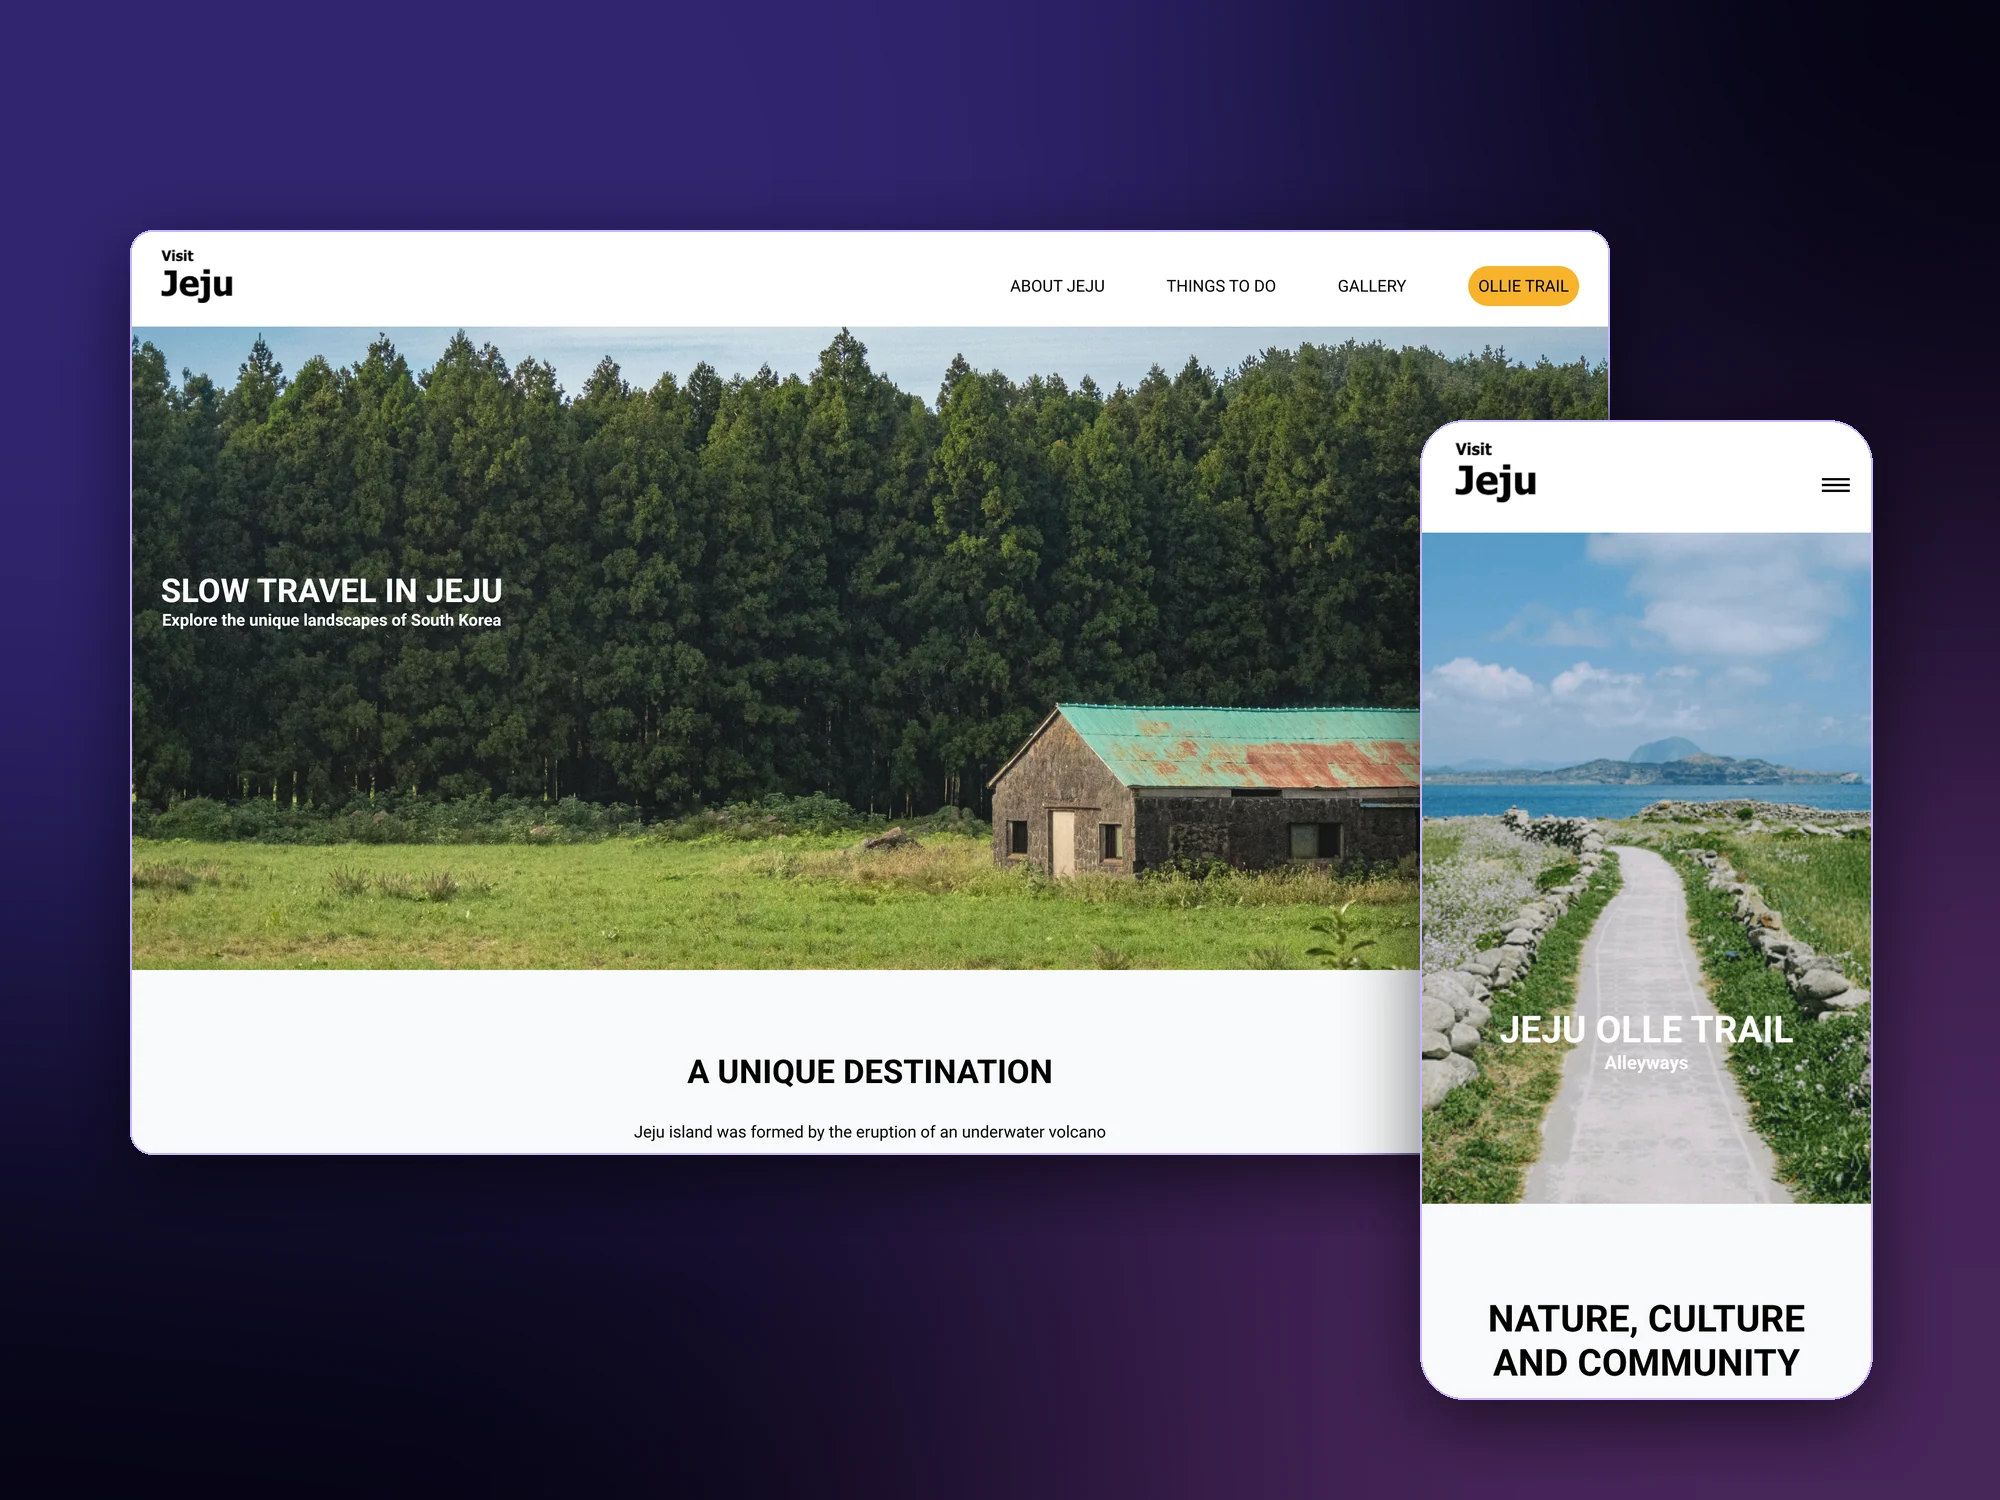 Visit
Jeju
ABOUT JEJU
THINGS TO DO
GALLERY
OLLIE TRAIL
SLOW TRAVEL IN JEJU
Explore the unique landscapes of South Korea
A UNIQUE DESTINATION
Jeju island was formed by the eruption of an underwater volcano
Visit
Jeju
JEJU OLLE TRAIL
Alleyways
NATURE, CULTURE
AND COMMUNITY